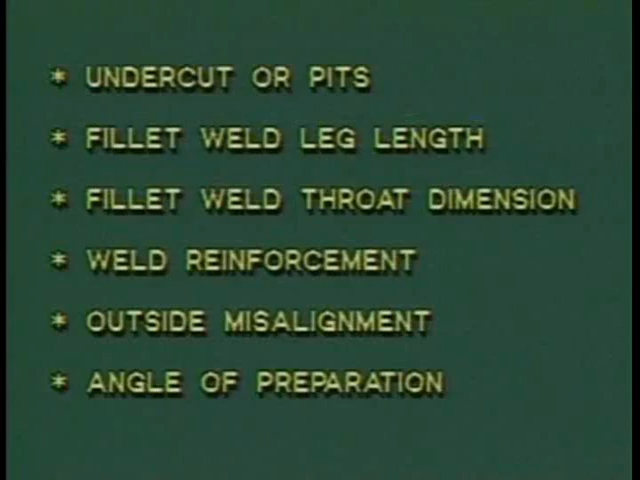 * UNDERCUT OR PITS
* FILLET WELD LEG LENGTH
* FILLET WELD THROAT DIMENSION
* WELD REINFORCEMENT
* OUTSIDE MISALIGNMENT
* ANGLE OF PREPARATION